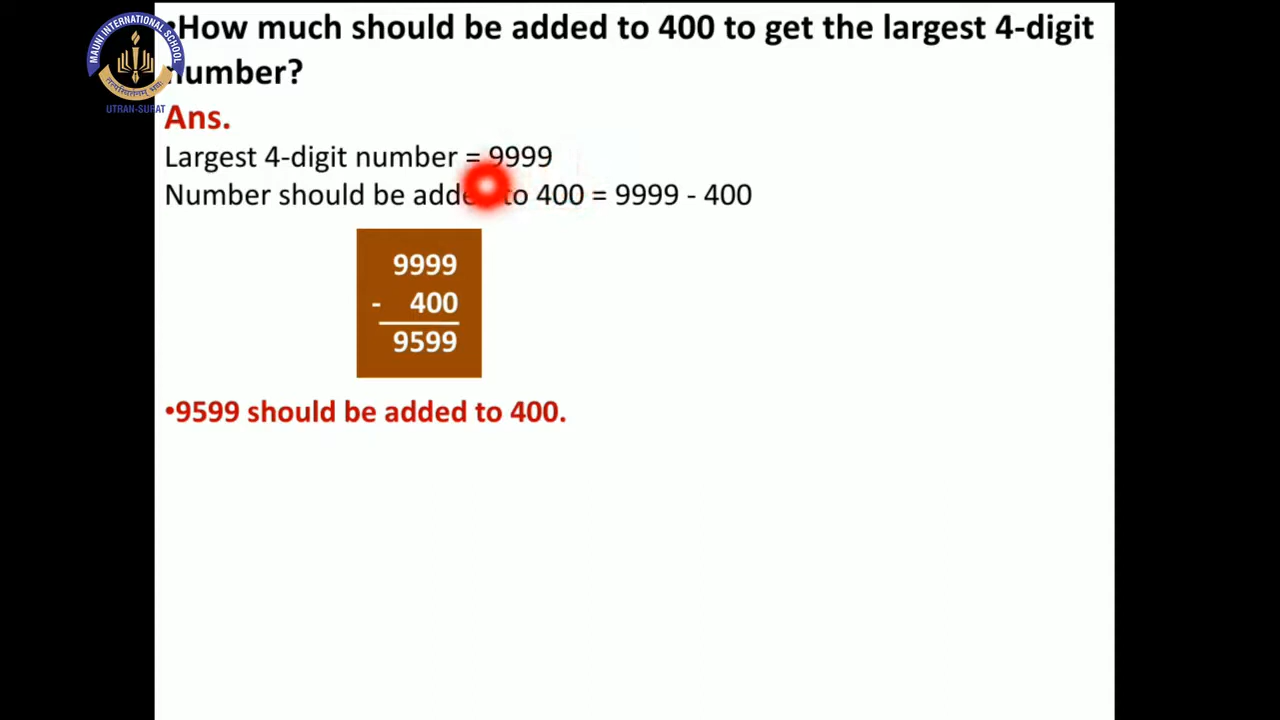 MAUNI INTERNATIONAL SCHOOL
UTRAN-SURAT
•How much should be added to 400 to get the largest 4-digit
number?
Ans.
Largest 4-digit number = 9999
Number should be added to 400 = 9999 - 400
9999
- 400
9599
•9599 should be added to 400.